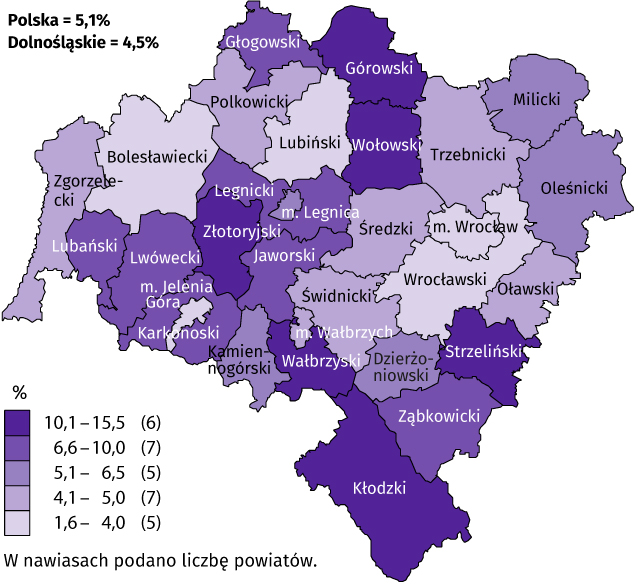 Polska = 5,1%
Dolnośląskie = 4,5%
Głogowski
Górowski
Milicki
Polkowicki
Lubiński
Wołowski
Trzebnicki
Bolesławiecki
Zgorzele-
cki
Legnicki
m. Legnica
Oleśnicki
Złotoryjski
Średzki
m. Wrocław
Lubański
Lwówecki
Jaworski
Wrocławski
m. Jelenia
Góra
Świdnicki
Oławski
Karkonoski
Kamien-
nogórski
m. Wałbrzych
Wałbrzyski
Dzierżo-
niowski
Strzeliński
Ząbkowicki
Kłodzki
%
10,1 – 15,5 (6)
6,6 – 10,0 (7)
5,1 – 6,5 (5)
4,1 – 5,0 (7)
1,6 – 4,0 (5)
W nawiasach podano liczbę powiatów.